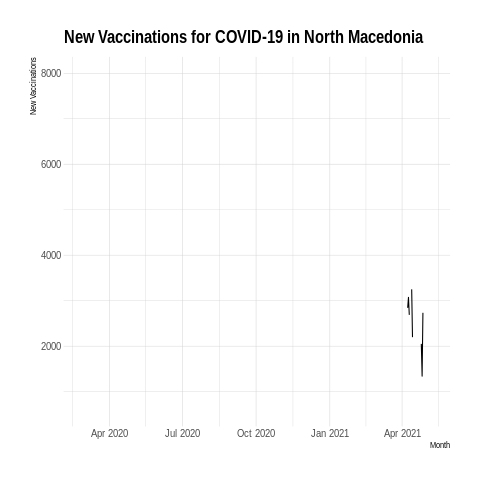 New Vaccinations for COVID-19 in North Macedonia
New Vaccinations
8000
6000
4000
2000
Apr 2020 Jul 2020 Oct 2020 Jan 2021 Apr 2021
Month